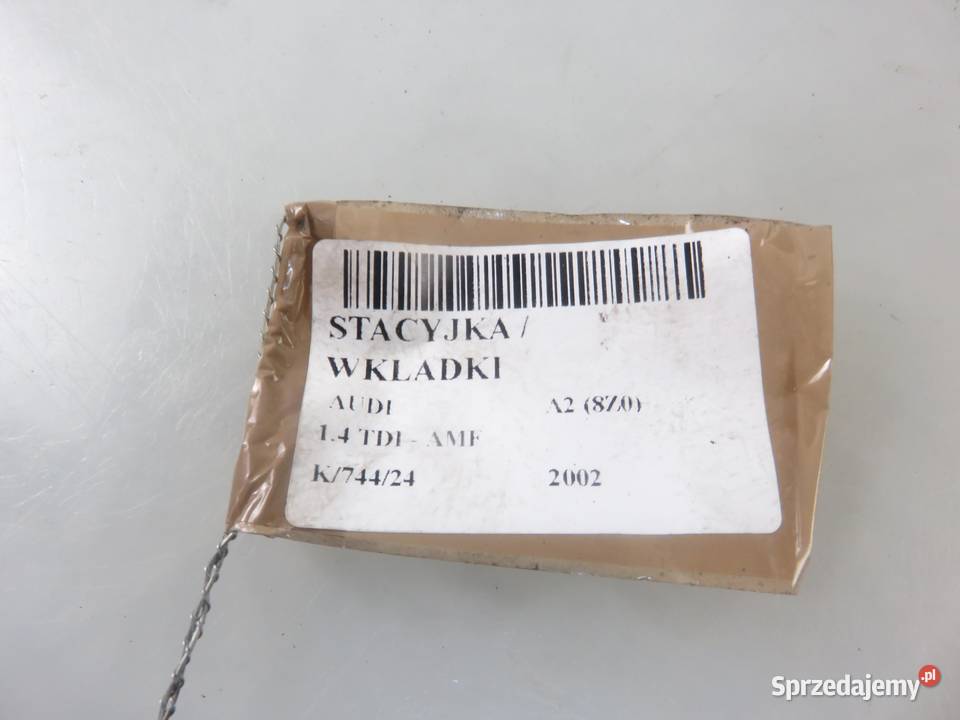 STACYJKA /
WKLADKI
AUDI A2 (8Z0)
1.4 TDI - AMF
K/744/24 2002
Sprzedajemy.pl